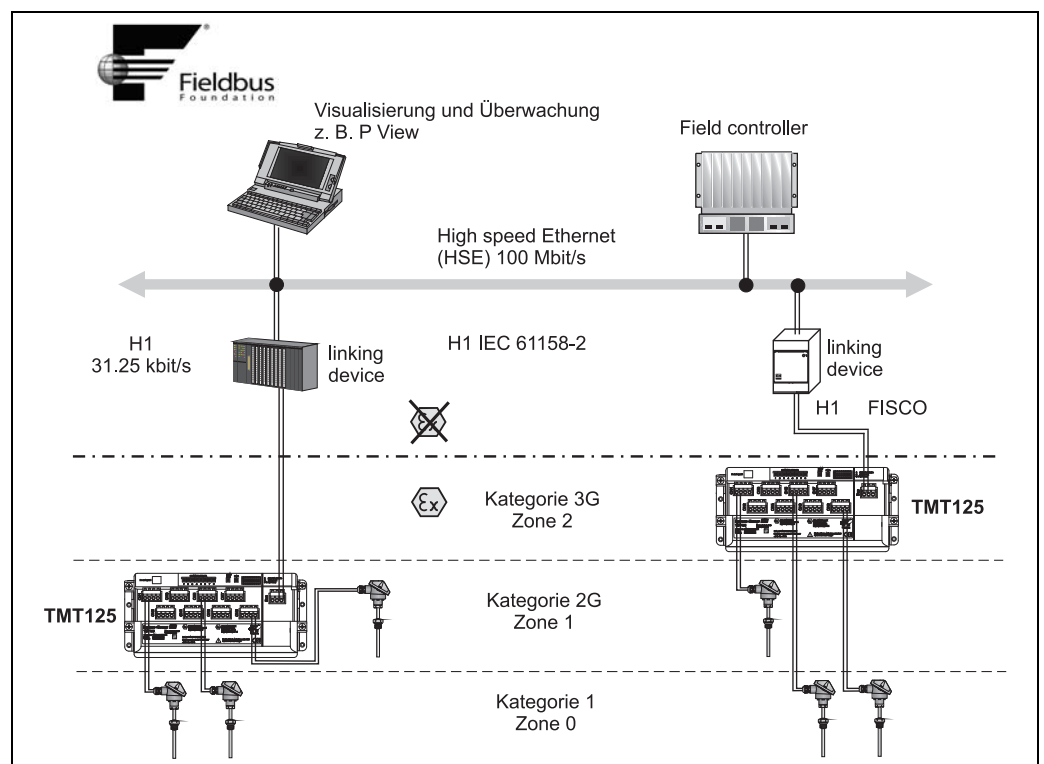 Fieldbus
Foundation
Visualisierung und Überwachung
z. B. P View
Field controller
High speed Ethernet
(HSE) 100 Mbit/s
H1
31.25 kbit/s
linking
device
H1 IEC 61158-2
linking
device
H1 FISCO
Ex
Ex
Kategorie 3G
Zone 2
TMT125
TMT125
Kategorie 2G
Zone 1
Kategorie 1
Zone 0